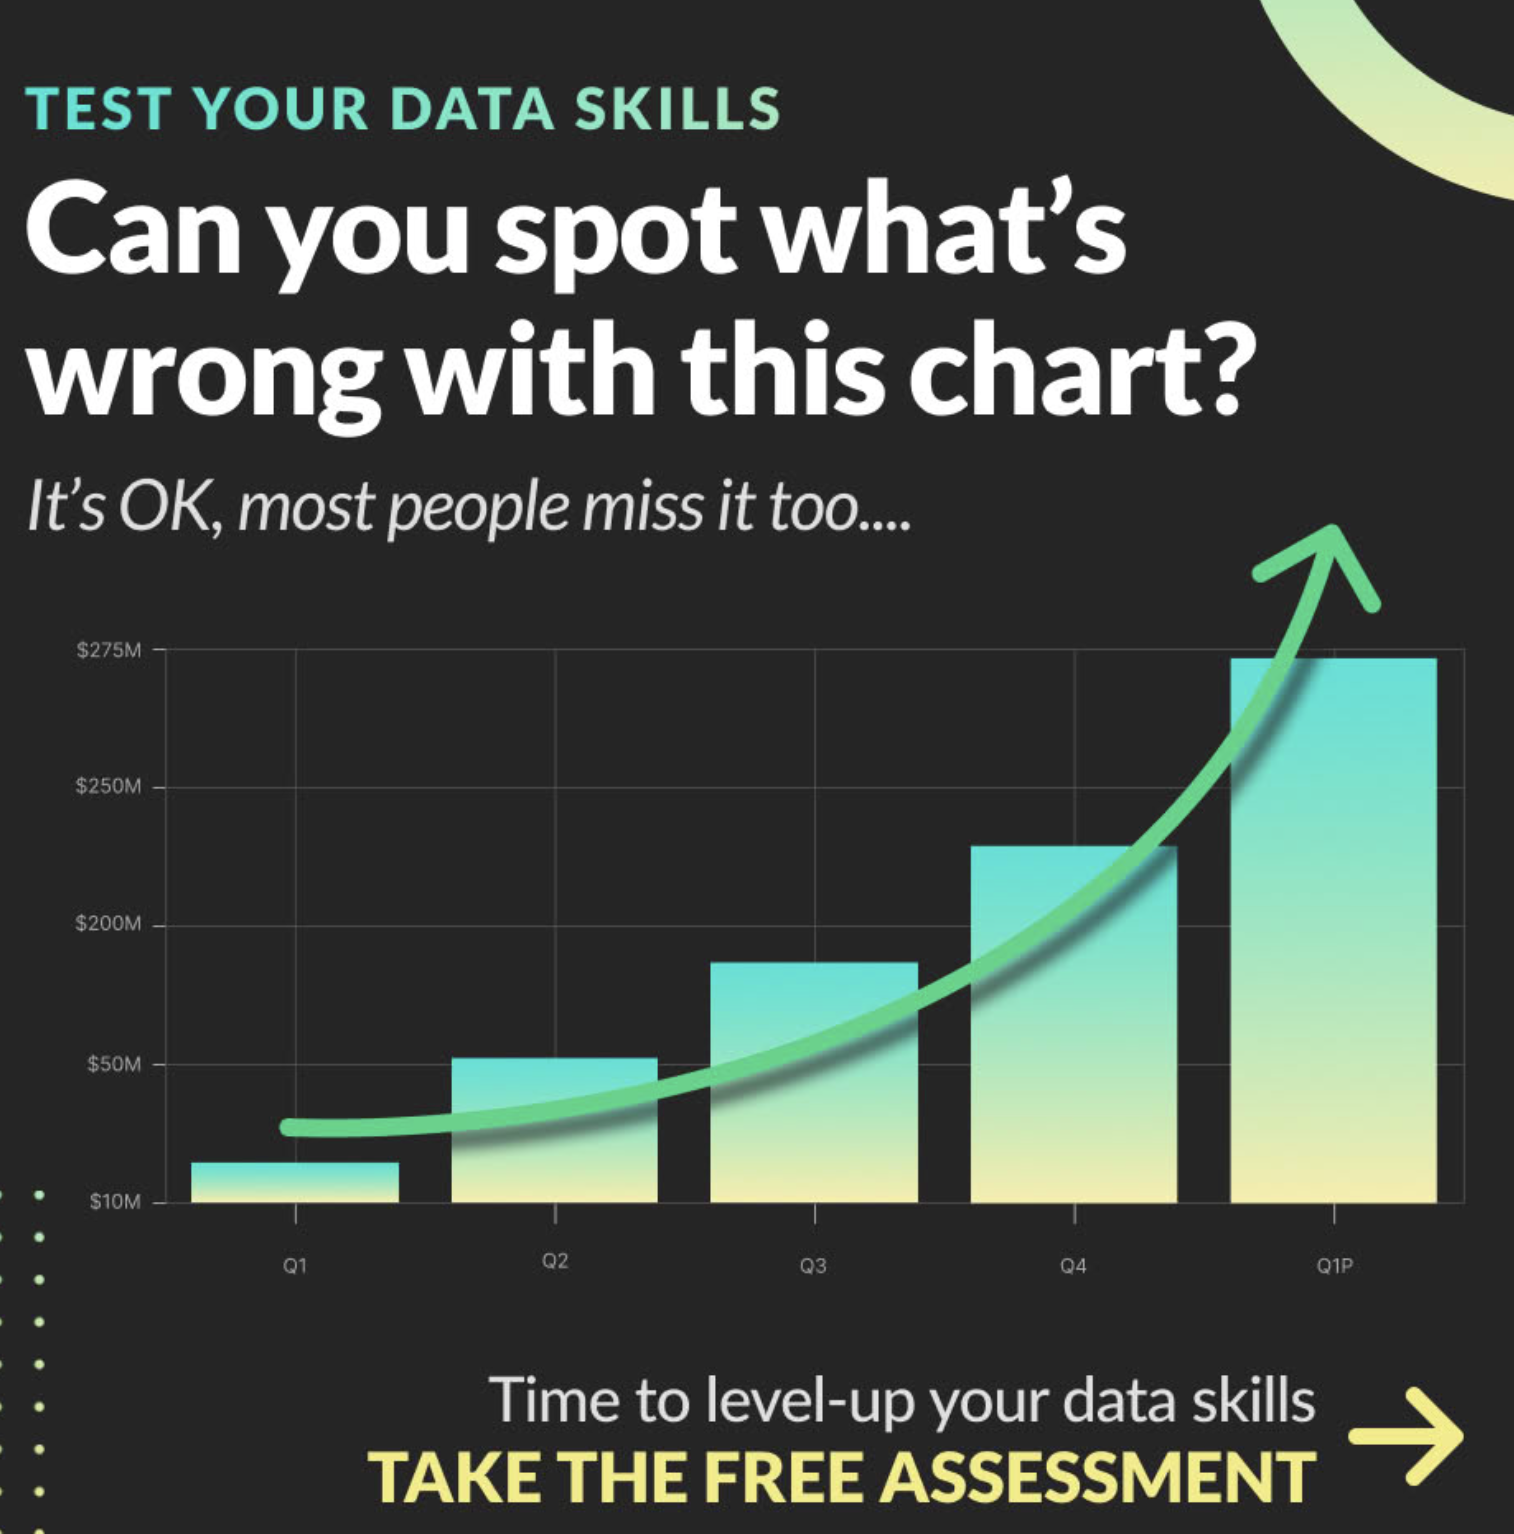 TEST YOUR DATA SKILLS
Can you spot what’s
wrong with this chart?
It’s OK, most people miss it too....
$275M
$250M
$200M
$50M
$10M
Q1 Q2 Q3 Q4 Q1P
Time to level-up your data skills
TAKE THE FREE ASSESSMENT